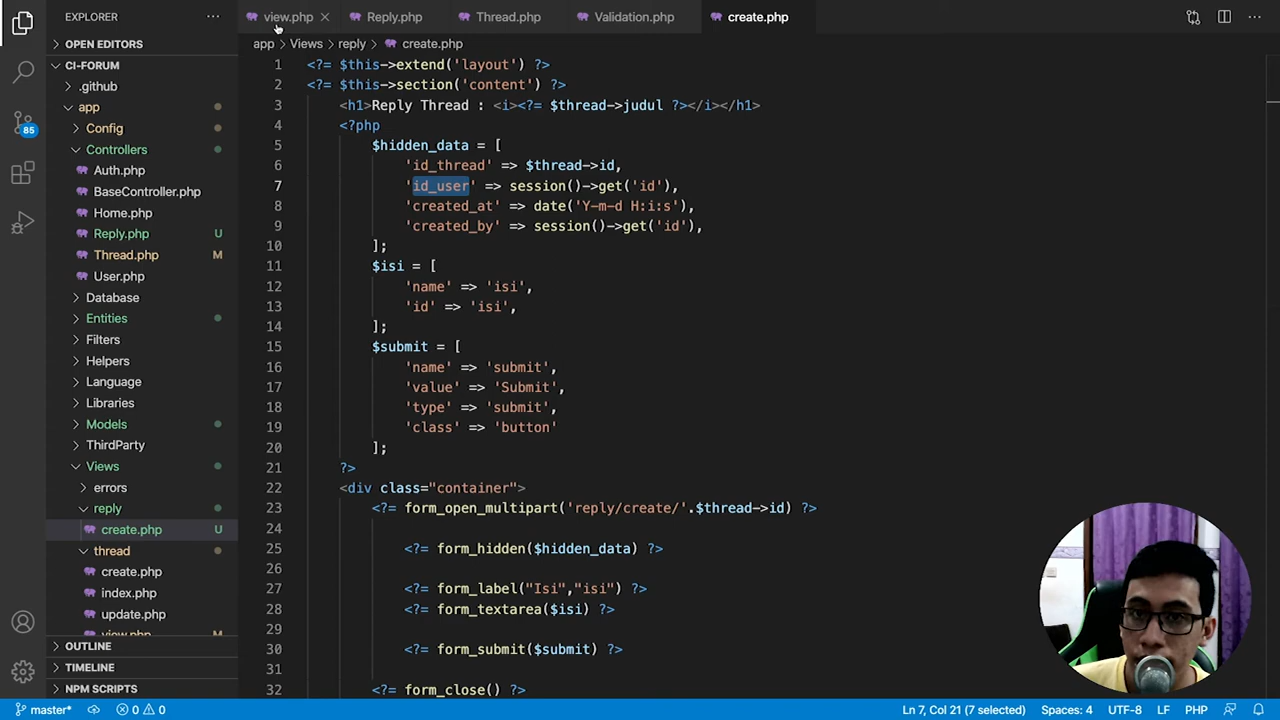 EXPLORER
view.php
Reply.php
Thread.php
Validation.php
create.php
OPEN EDITORS
app > Views > reply > create.php
CI-FORUM
.github
app
Config
Controllers
Auth.php
BaseController.php
Home.php
Reply.php U
Thread.php M
User.php
Database
Entities
Filters
Helpers
Language
Libraries
Models
ThirdParty
Views
errors
reply
create.php U
thread
create.php
index.php
update.php
view.php M
OUTLINE
TIMELINE
NPM SCRIPTS
85
1 <?= $this->extend('layout') ?>
2 <?= $this->section('content') ?>
3 <h1>Reply Thread : <i><?= $thread->judul ?></i></h1>
4 <?php
5 $hidden_data = [
6 'id_thread' => $thread->id,
7 'id_user' => session()->get('id'),
8 'created_at' => date('Y-m-d H:i:s'),
9 'created_by' => session()->get('id'),
10 ];
11 $isi = [
12 'name' => 'isi',
13 'id' => 'isi',
14 ];
15 $submit = [
16 'name' => 'submit',
17 'value' => 'Submit',
18 'type' => 'submit',
19 'class' => 'button'
20 ];
21 ?>
22 <div class="container">
23 <?= form_open_multipart('reply/create/'.$thread->id) ?>
24
25 <?= form_hidden($hidden_data) ?>
26
27 <?= form_label("Isi","isi") ?>
28 <?= form_textarea($isi) ?>
29
30 <?= form_submit($submit) ?>
31
32 <?= form_close() ?>
master* 0 0
Ln 7, Col 21 (7 selected) Spaces: 4 UTF-8 LF PHP